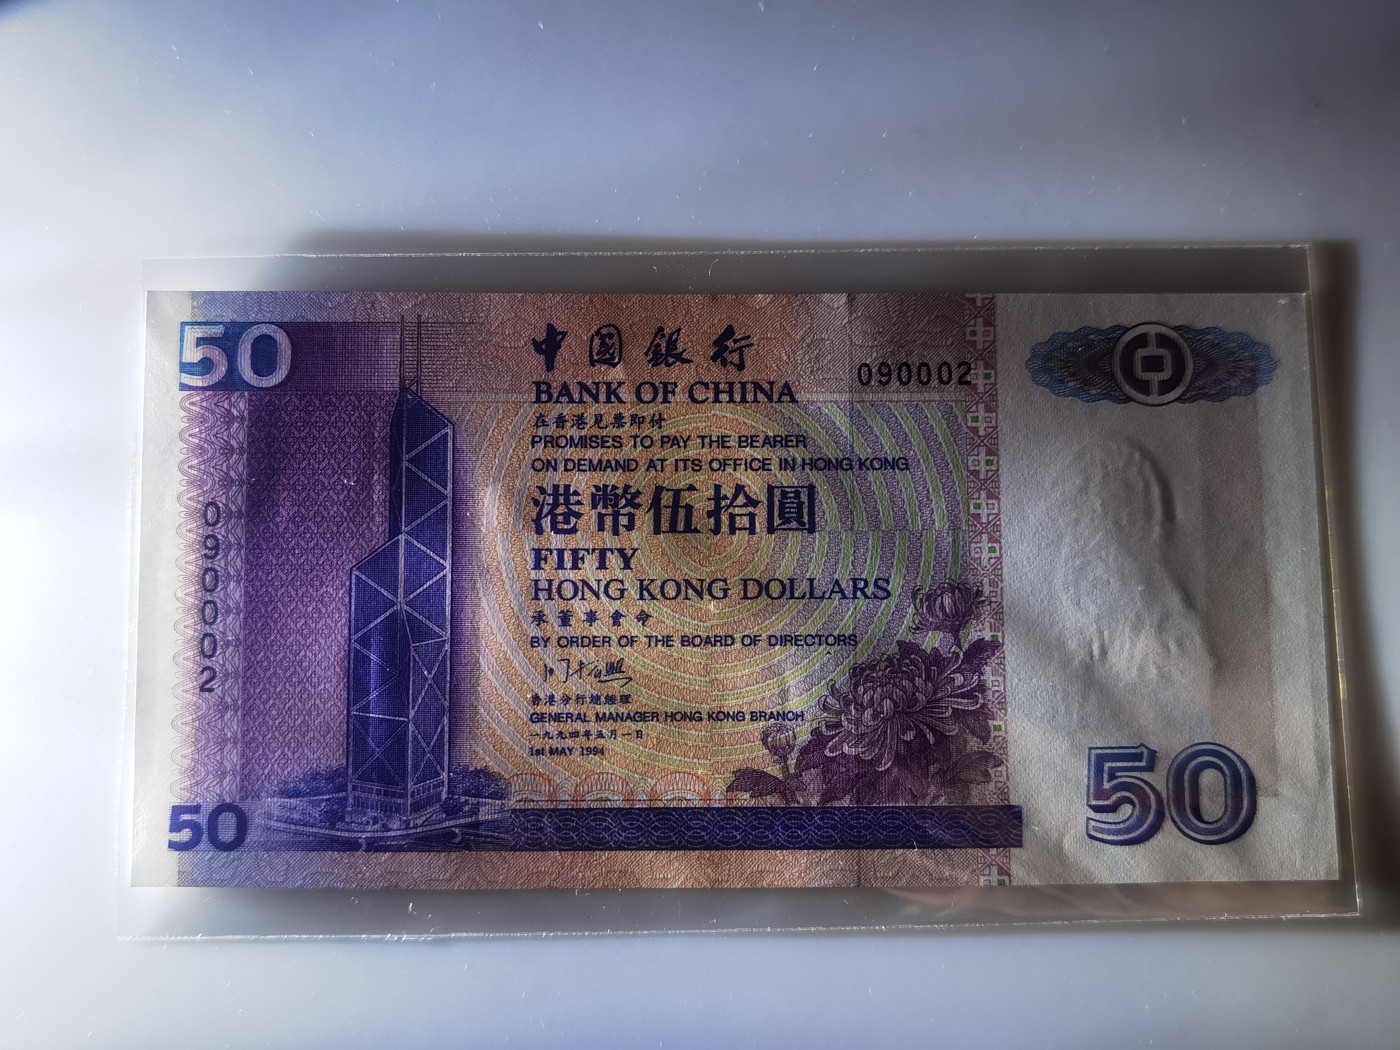 50
中國銀行
BANK OF CHINA
090002
在香港見票即付
PROMISES TO PAY THE BEARER
ON DEMAND AT ITS OFFICE IN HONG KONG
港幣伍拾圓
FIFTY
HONG KONG DOLLARS
承董事會命
BY ORDER OF THE BOARD OF DIRECTORS
香港分行總經理
GENERAL MANAGER HONG KONG BRANCH
一九九四年五月一日
1st MAY 1994
090002
50
50